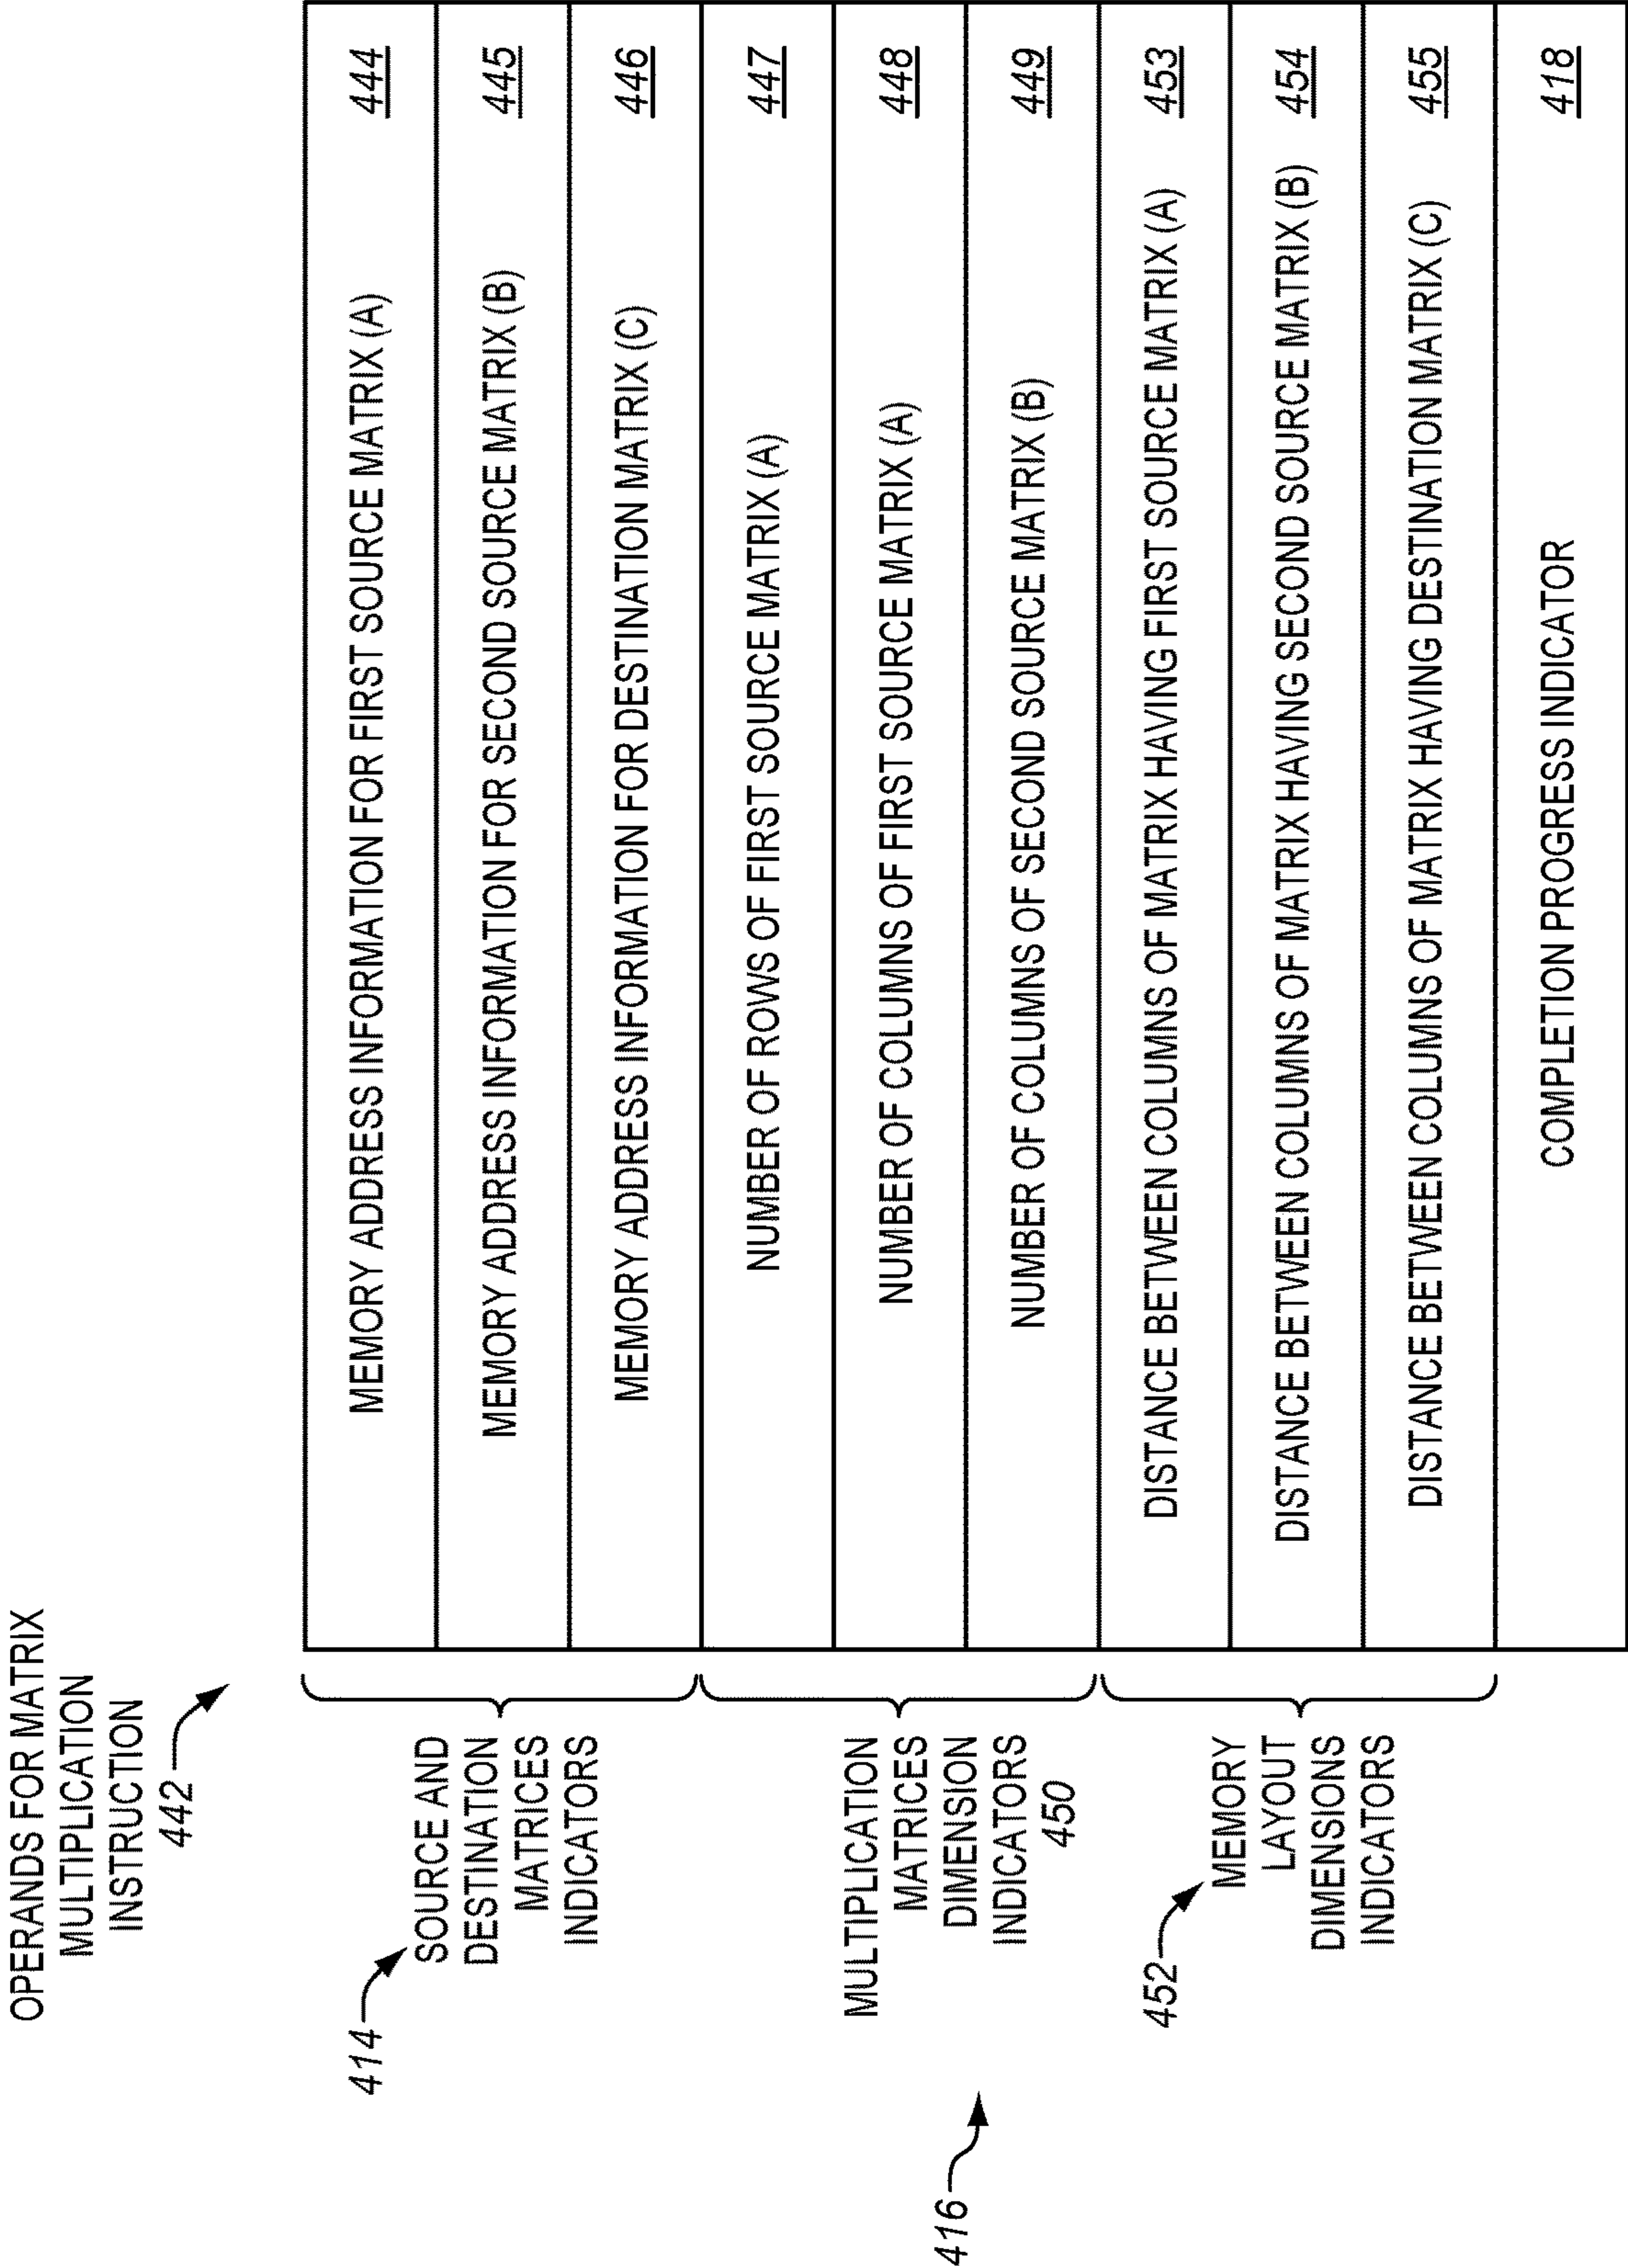 OPERANDS FOR MATRIX
MULTIPLICATION
INSTRUCTION
442
414
SOURCE AND
DESTINATION
MATRICES
INDICATORS
MEMORY ADDRESS INFORMATION FOR FIRST SOURCE MATRIX (A) 444
MEMORY ADDRESS INFORMATION FOR SECOND SOURCE MATRIX (B) 445
MEMORY ADDRESS INFORMATION FOR DESTINATION MATRIX (C) 446
416
MULTIPLICATION
MATRICES
DIMENSION
INDICATORS
450
NUMBER OF ROWS OF FIRST SOURCE MATRIX (A) 447
NUMBER OF COLUMNS OF FIRST SOURCE MATRIX (A) 448
NUMBER OF COLUMNS OF SECOND SOURCE MATRIX (B) 449
452
MEMORY
LAYOUT
DIMENSIONS
INDICATORS
DISTANCE BETWEEN COLUMNS OF MATRIX HAVING FIRST SOURCE MATRIX (A) 453
DISTANCE BETWEEN COLUMNS OF MATRIX HAVING SECOND SOURCE MATRIX (B) 454
DISTANCE BETWEEN COLUMNS OF MATRIX HAVING DESTINATION MATRIX (C) 455
COMPLETION PROGRESS INDICATOR 418